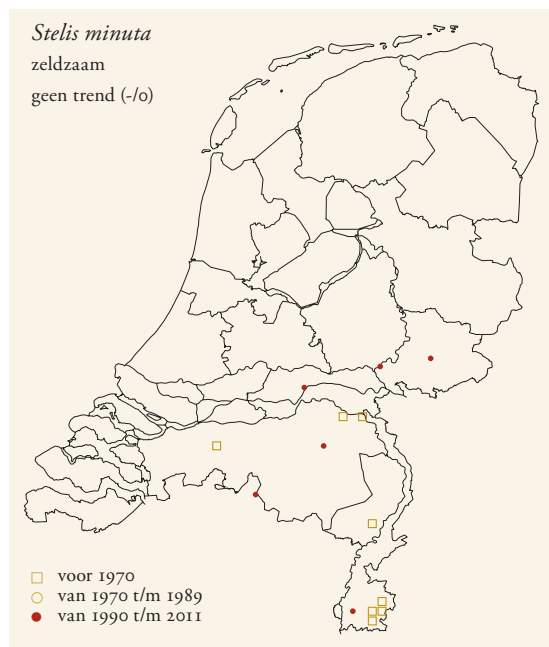 Stelis minuta
zeldzaam
geen trend (-/0)
voor 1970
van 1970 t/m 1989
van 1990 t/m 2011